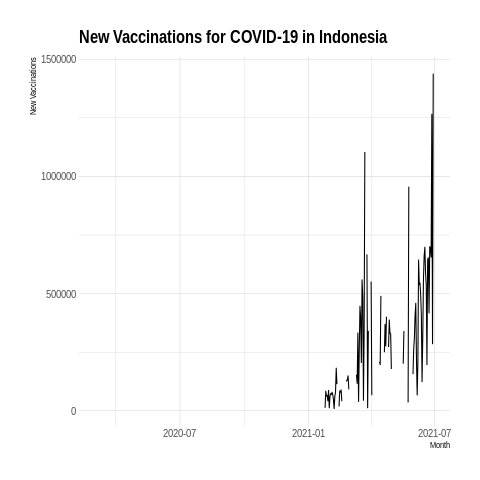 New Vaccinations for COVID-19 in Indonesia
New Vaccinations
1500000
1000000
500000
0
2020-07
2021-01
2021-07
Month